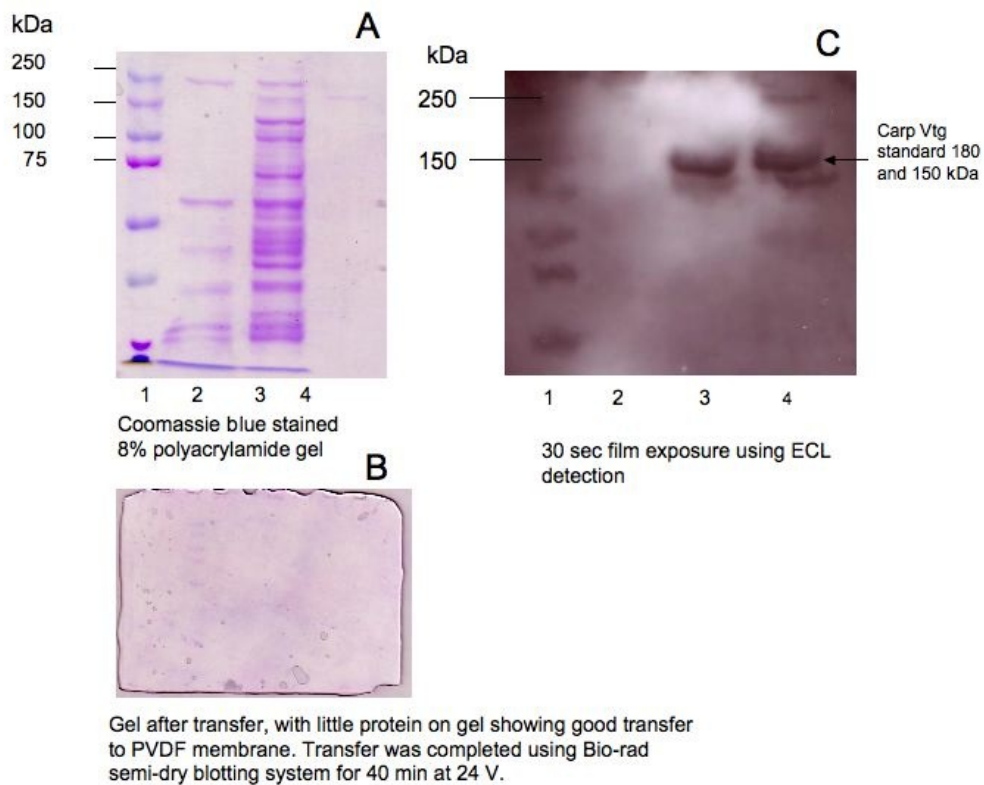 kDa
A
250
150
100
75
1 2 3 4
Coomassie blue stained
8% polyacrylamide gel
C
kDa
250
150
Carp Vtg
standard 180
and 150 kDa
1 2 3 4
30 sec film exposure using ECL
detection
B
Gel after transfer, with little protein on gel showing good transfer
to PVDF membrane. Transfer was completed using Bio-rad
semi-dry blotting system for 40 min at 24 V.